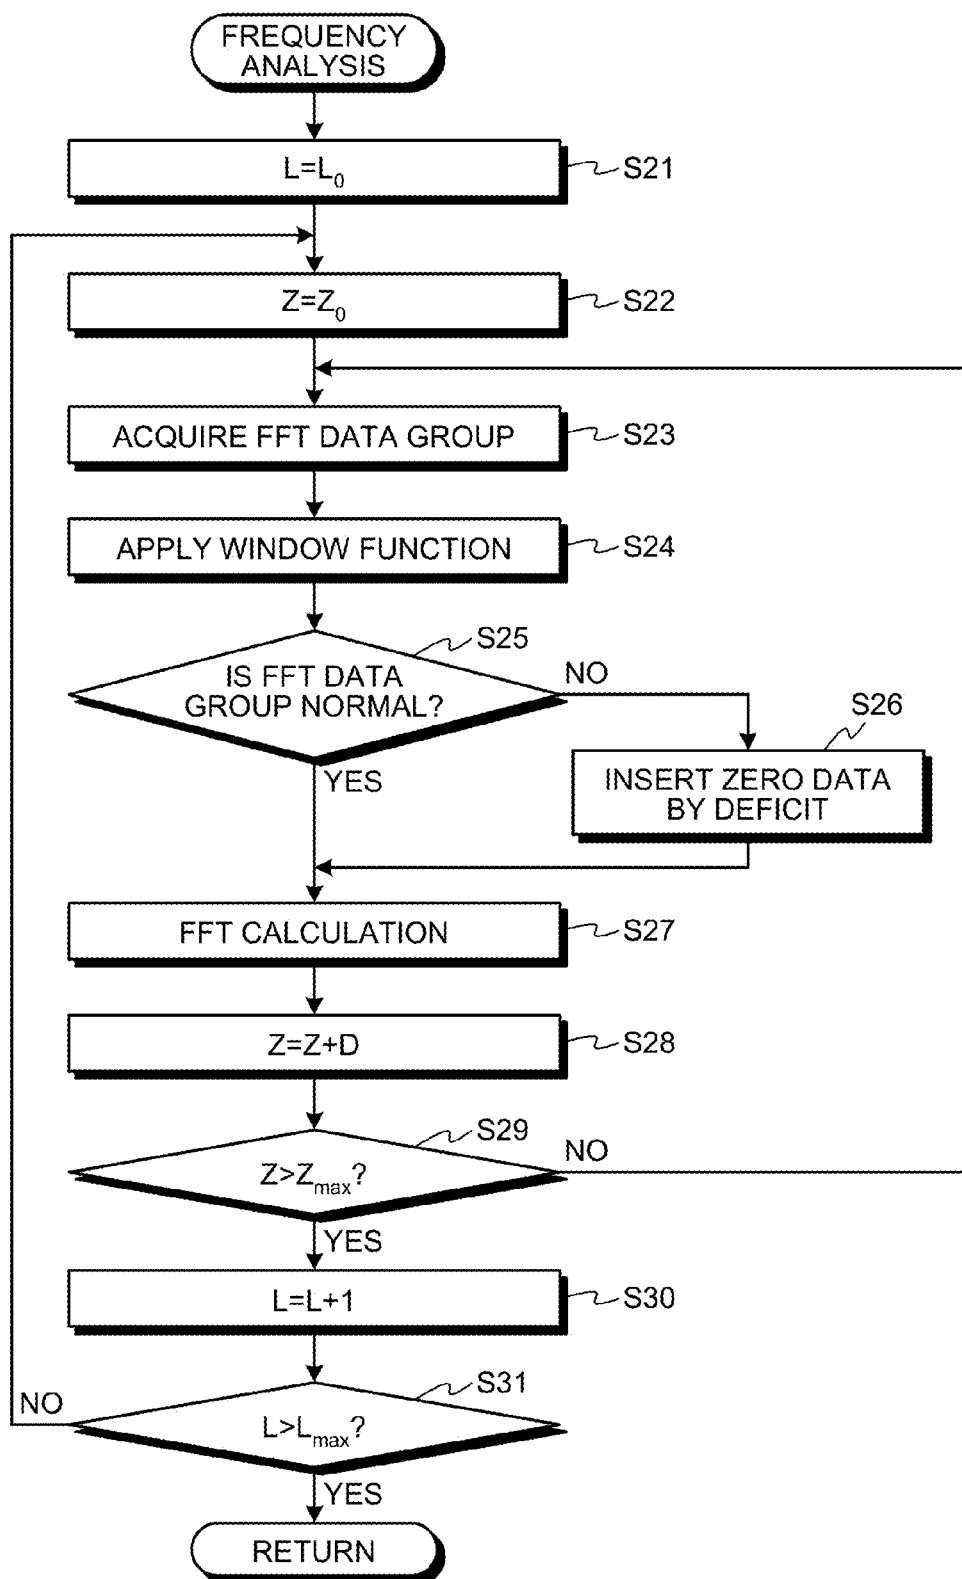 FREQUENCY
ANALYSIS
L=L0
S21
Z=Z0
S22
ACQUIRE FFT DATA GROUP
S23
APPLY WINDOW FUNCTION
S24
S25
IS FFT DATA
GROUP NORMAL?
NO
YES
S26
INSERT ZERO DATA
BY DEFICIT
FFT CALCULATION
S27
Z=Z+D
S28
S29
Z>Zmax?
NO
YES
L=L+1
S30
S31
L>Lmax?
NO
YES
RETURN